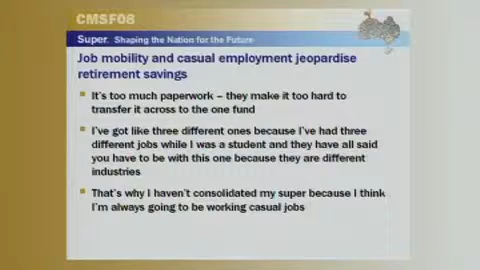 CMSF08
Super. Shaping the Nation for the Future
Job mobility and casual employment jeopardise
retirement savings
It's too much paperwork – they make it too hard to
transfer it across to the one fund
I've got like three different ones because I've had three
different jobs while I was a student and they have all said
you have to be with this one because they are different
industries
That's why I haven't consolidated my super because I think
I'm always going to be working casual jobs